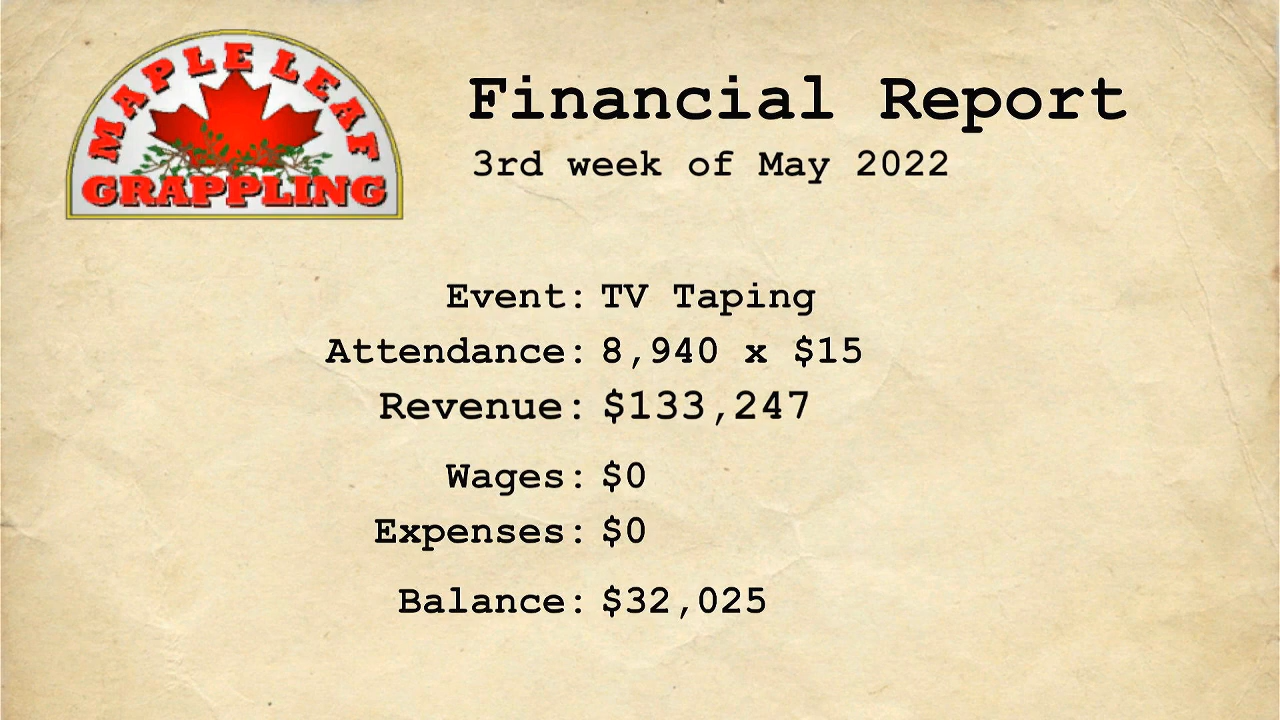 MAPLE LEAF
GRAPPLING
Financial Report
3rd week of May 2022
Event: TV Taping
Attendance: 8,940 x $15
Revenue: $133,247
Wages: $0
Expenses: $0
Balance: $32,025